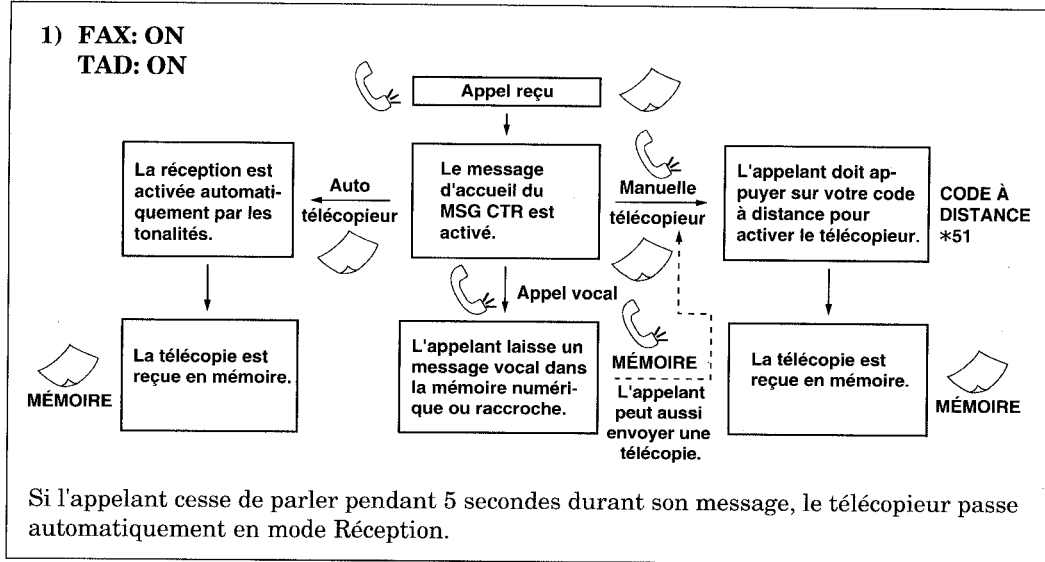 1) FAX: ON
TAD: ON
Appel reçu
La réception est
activée automati-
quement par les
tonalités.
Auto
télécopieur
Le message
d'accueil du
MSG CTR est
activé.
Manuelle
télécopieur
L'appelant doit ap-
puyer sur votre code
à distance pour
activer le télécopieur.
CODE À
DISTANCE
*51
Appel vocal
La télécopie est
reçue en mémoire.
MÉMOIRE
L'appelant laisse un
message vocal dans
la mémoire numéri-
que ou raccroche.
MÉMOIRE
L'appelant
peut aussi
envoyer une
télécopie.
La télécopie est
reçue en mémoire.
MÉMOIRE
Si l'appelant cesse de parler pendant 5 secondes durant son message, le télécopieur passe
automatiquement en mode Réception.